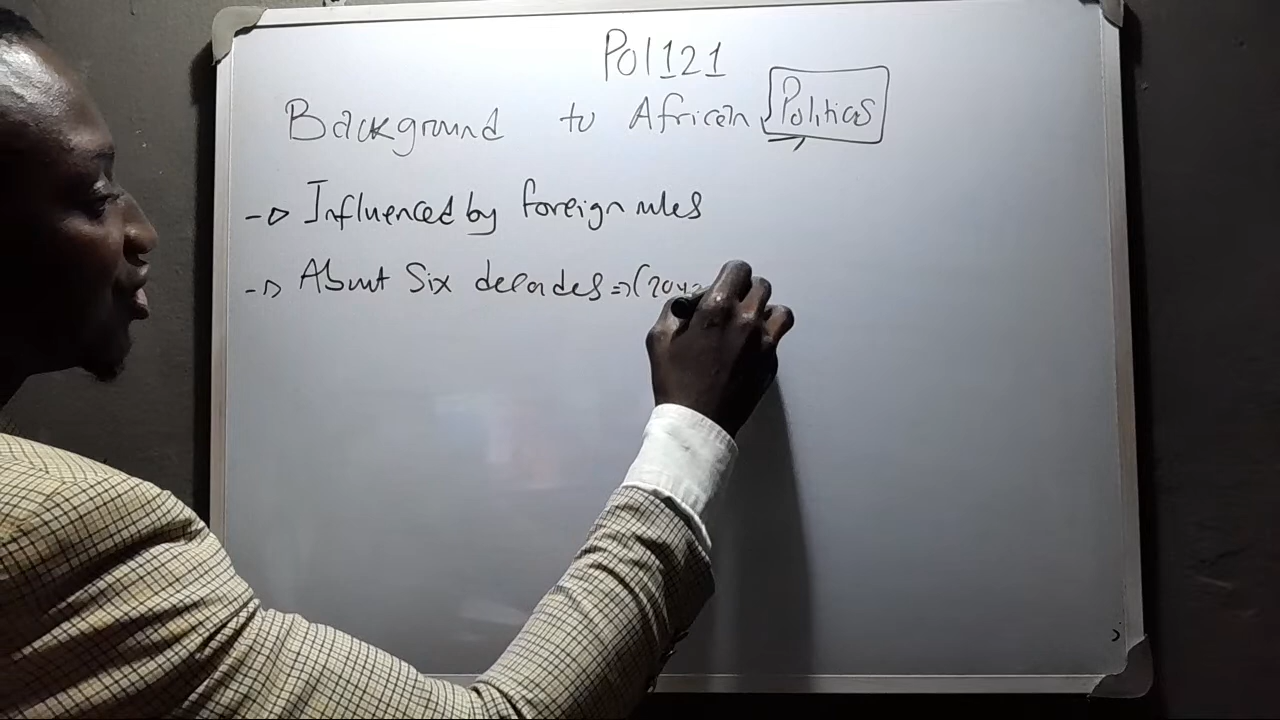 Pol121
Background to African Politics
-> Influenced by foreign rules
-> About Six decades =>(